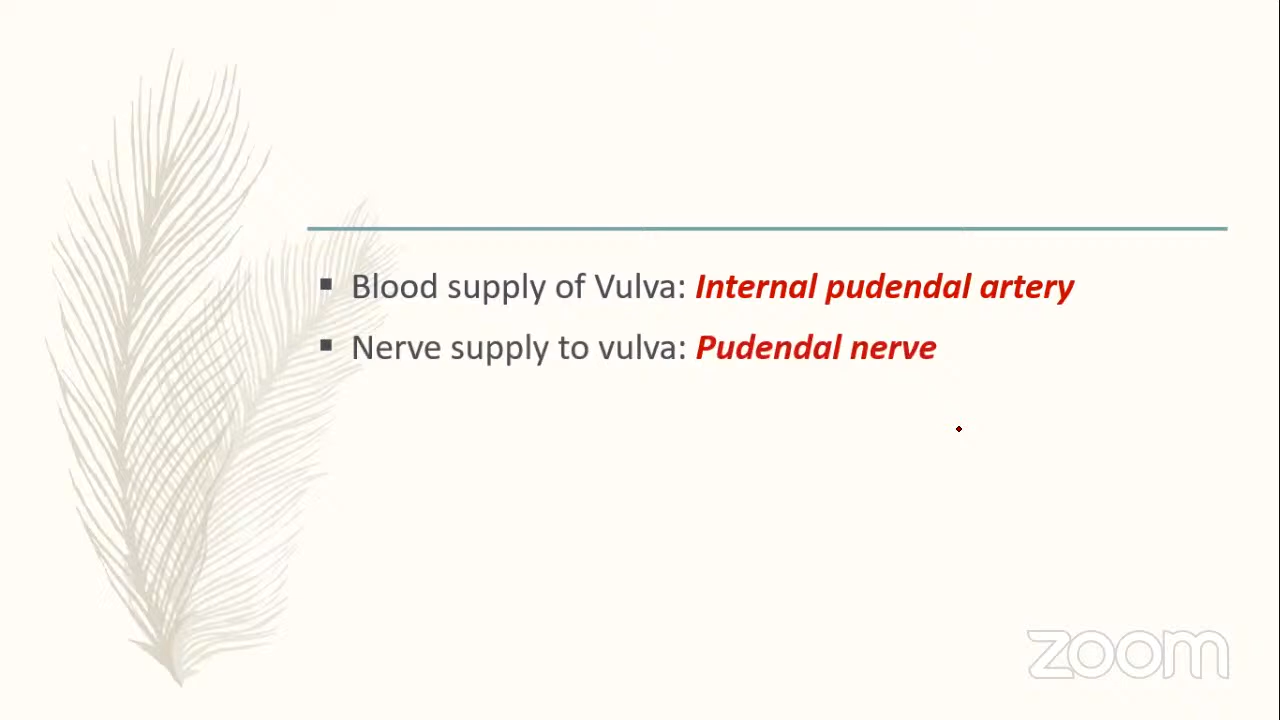 ▪ Blood supply of Vulva: Internal pudendal artery
▪ Nerve supply to vulva: Pudendal nerve
zoom